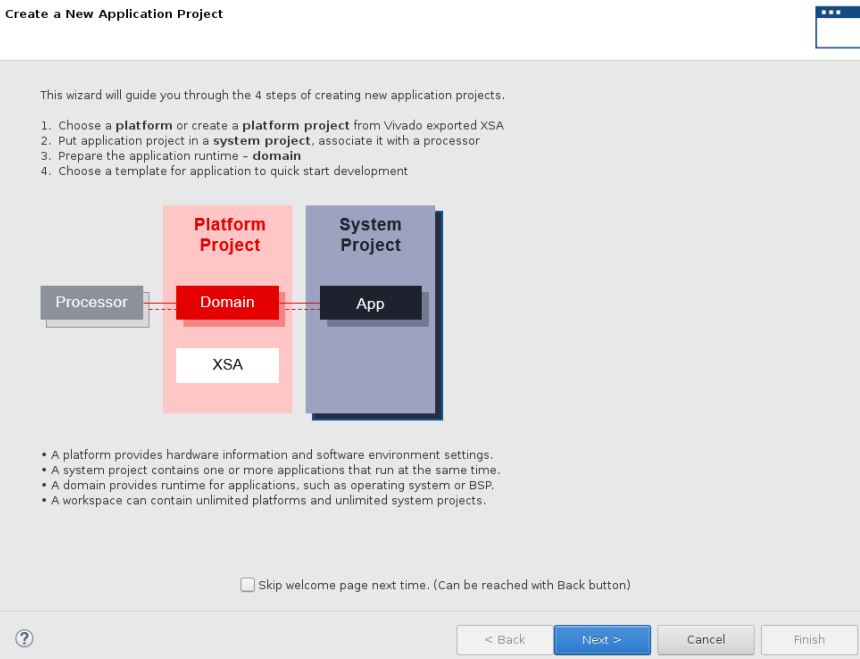 Create a New Application Project
This wizard will guide you through the 4 steps of creating new application projects.
1. Choose a platform or create a platform project from Vivado exported XSA
2. Put application project in a system project, associate it with a processor
3. Prepare the application runtime – domain
4. Choose a template for application to quick start development
Platform
Project
System
Project
Processor
Domain
App
XSA
• A platform provides hardware information and software environment settings.
• A system project contains one or more applications that run at the same time.
• A domain provides runtime for applications, such as operating system or BSP.
• A workspace can contain unlimited platforms and unlimited system projects.
Skip welcome page next time. (Can be reached with Back button)
?
< Back
Next >
Cancel
Finish